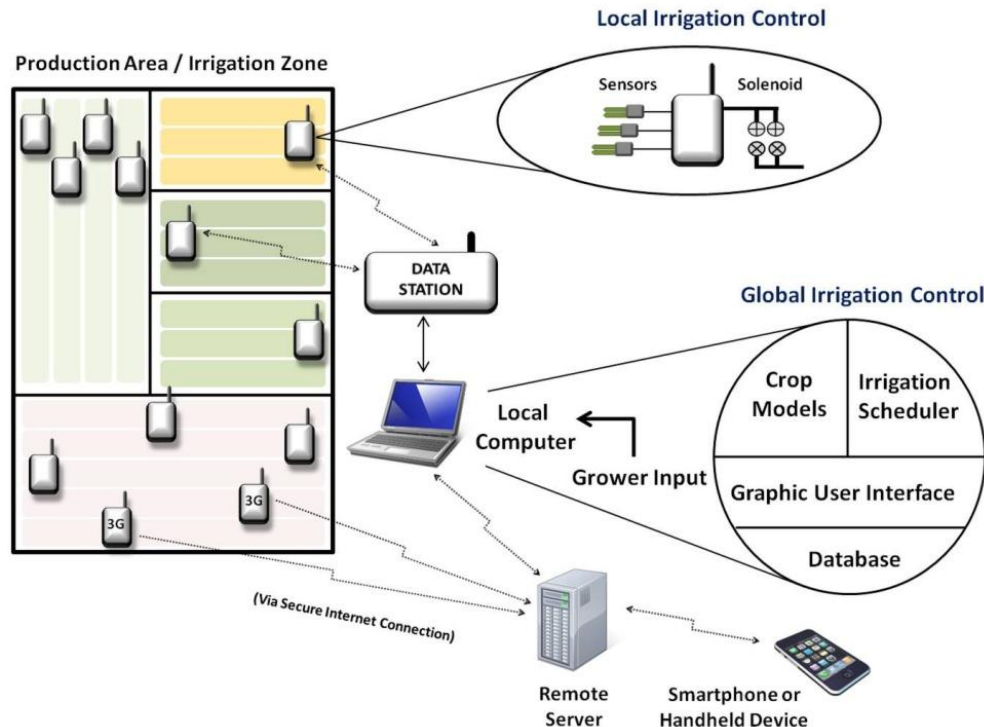 Local Irrigation Control
Production Area / Irrigation Zone
Sensors
Solenoid
DATA
STATION
Global Irrigation Control
Crop
Models
Irrigation
Scheduler
Local
Computer
Grower Input
Graphic User Interface
Database
3G
3G
(Via Secure Internet Connection)
Remote
Server
Smartphone or
Handheld Device